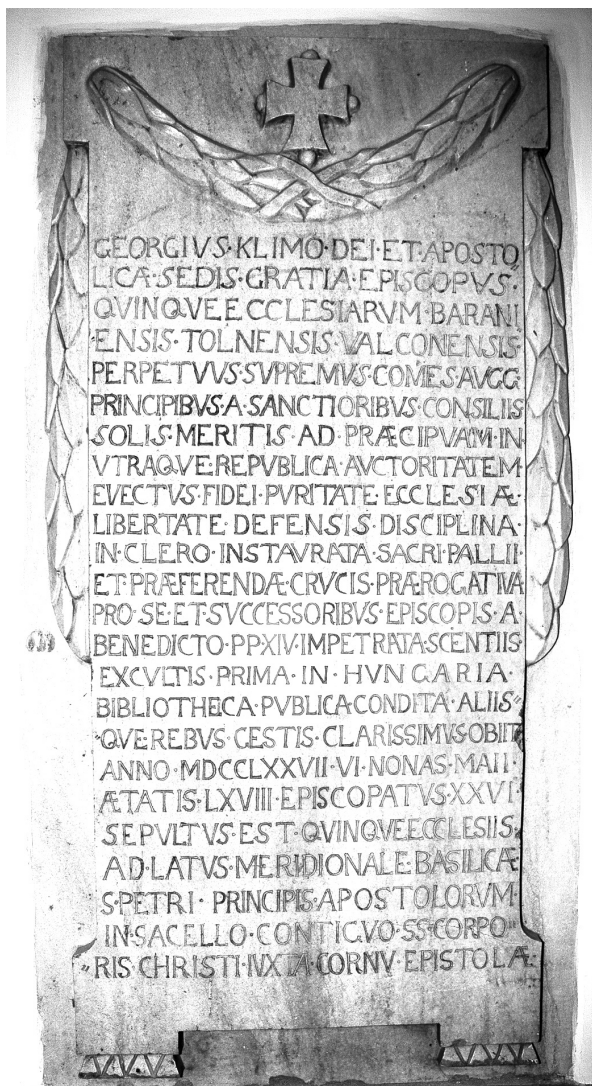 GEORGIVS·KLIMO·DEI·ET·APOSTO„
LICÆ·SEDIS·GRATIA·EPISCOPVS·
QVINQVEECCLESIARVM·BARANI
„ENSIS·TOLNENSIS·VALCONENSIS·
PERPETVVS·SVPREMVS·COMES·AVGG
PRINCIPIBVS·A·SANCTIORIBVS·CONSILIIS
SOLIS·MERITIS·AD·PRÆCIPVAM·IN
VTRAQVE·REPVBLICA·AVCTORITATEM
EVECTVS·FIDEI·PVRITATE·ECCLESIÆ·
LIBERTATE·DEFENSIS·DISCIPLINA·
IN·CLERO·INSTAVRATA·SACRI·PALLII·
ET·PRÆFERENDÆ·CRVCIS·PRÆROGATIVA
PRO·SE·ET·SVCCESSORIBVS·EPISCOPIS·A·
BENEDICTO·PP·XIV·IMPETRATA·SCENTIIS·
EXCVLTIS·PRIMA·IN·HVNGARIA·
BIBLIOTHECA·PVBLICA·CONDITA·ALIIS„
„QVE·REBVS·GESTIS·CLARISSIMVS·OBIIT
ANNO·MDCCLXXVII·VI·NONAS·MAII·
ÆTATIS·LXVIII·EPISCOPATVS·XXVI·
SEPVLTVS·EST·QVINQVEECCLESIIS·
AD·LATVS·MERIDIONALE·BASILICÆ
S·PETRI·PRINCIPIS·APOSTOLORVM·
IN·SACELLO·CONTIGVO·SS·CORPO„
„RIS·CHRISTI·IVXTA·CORNV·EPISTOLÆ·